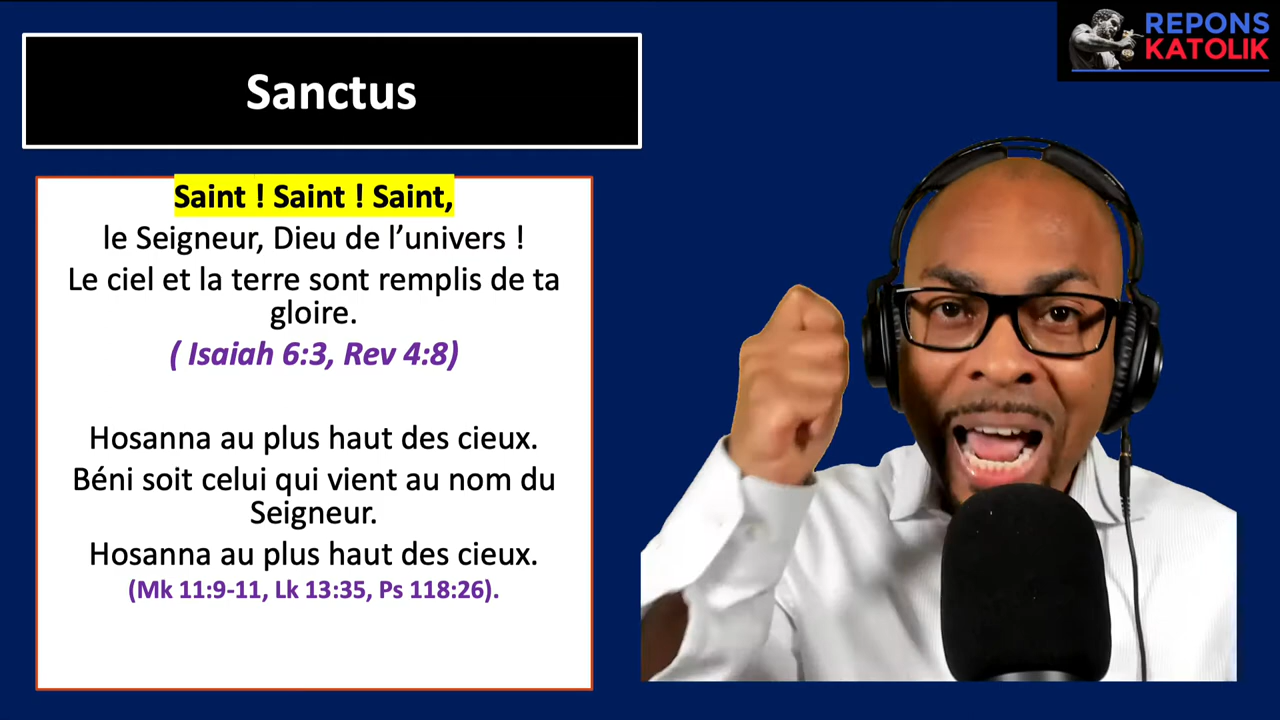 Sanctus
Saint ! Saint ! Saint,
le Seigneur, Dieu de l’univers !
Le ciel et la terre sont remplis de ta
gloire.
( Isaiah 6:3, Rev 4:8)
Hosanna au plus haut des cieux.
Béni soit celui qui vient au nom du
Seigneur.
Hosanna au plus haut des cieux.
(Mk 11:9-11, Lk 13:35, Ps 118:26).
REPONS
KATOLIK